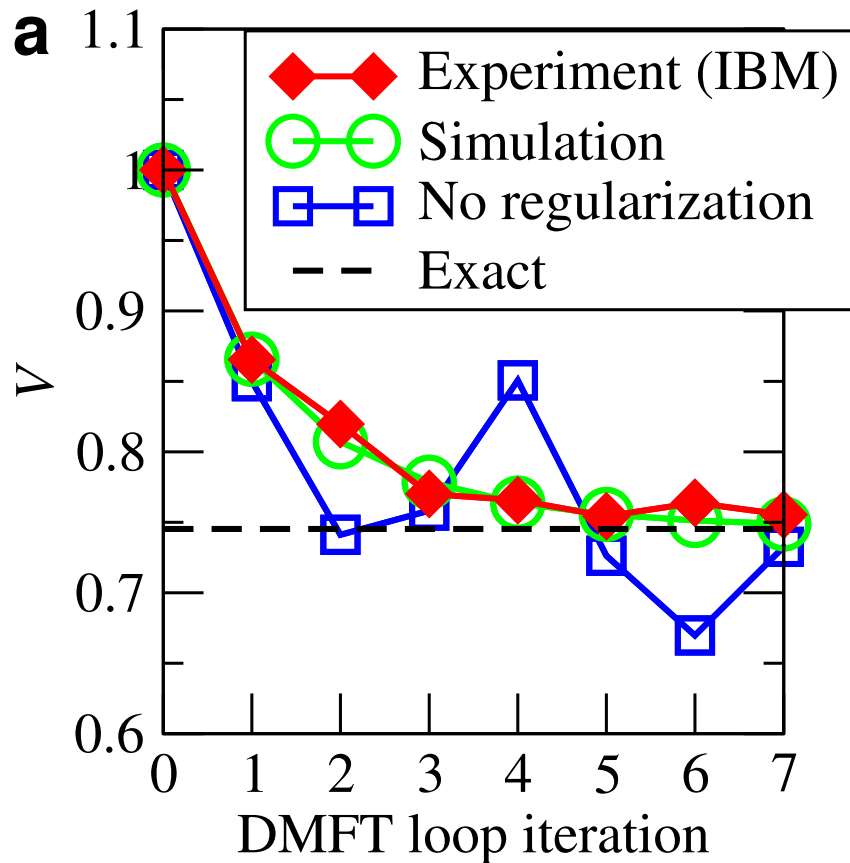 a
1.1
1
0.9
0.8
0.7
0.6
V
Experiment (IBM)
Simulation
No regularization
Exact
0 1 2 3 4 5 6 7
DMFT loop iteration